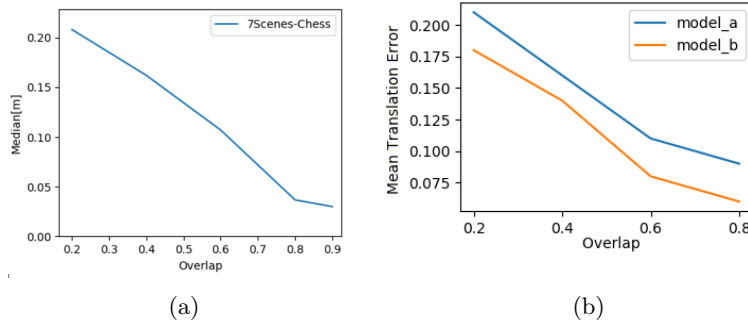 7Scenes-Chess
0.20
0.15
0.10
0.05
0.00
Median[m]
0.2 0.3 0.4 0.5 0.6 0.7 0.8 0.9
Overlap
(a)
model_a
model_b
0.200
0.175
0.150
0.125
0.100
0.075
Mean Translation Error
0.2 0.4 0.6 0.8
Overlap
(b)